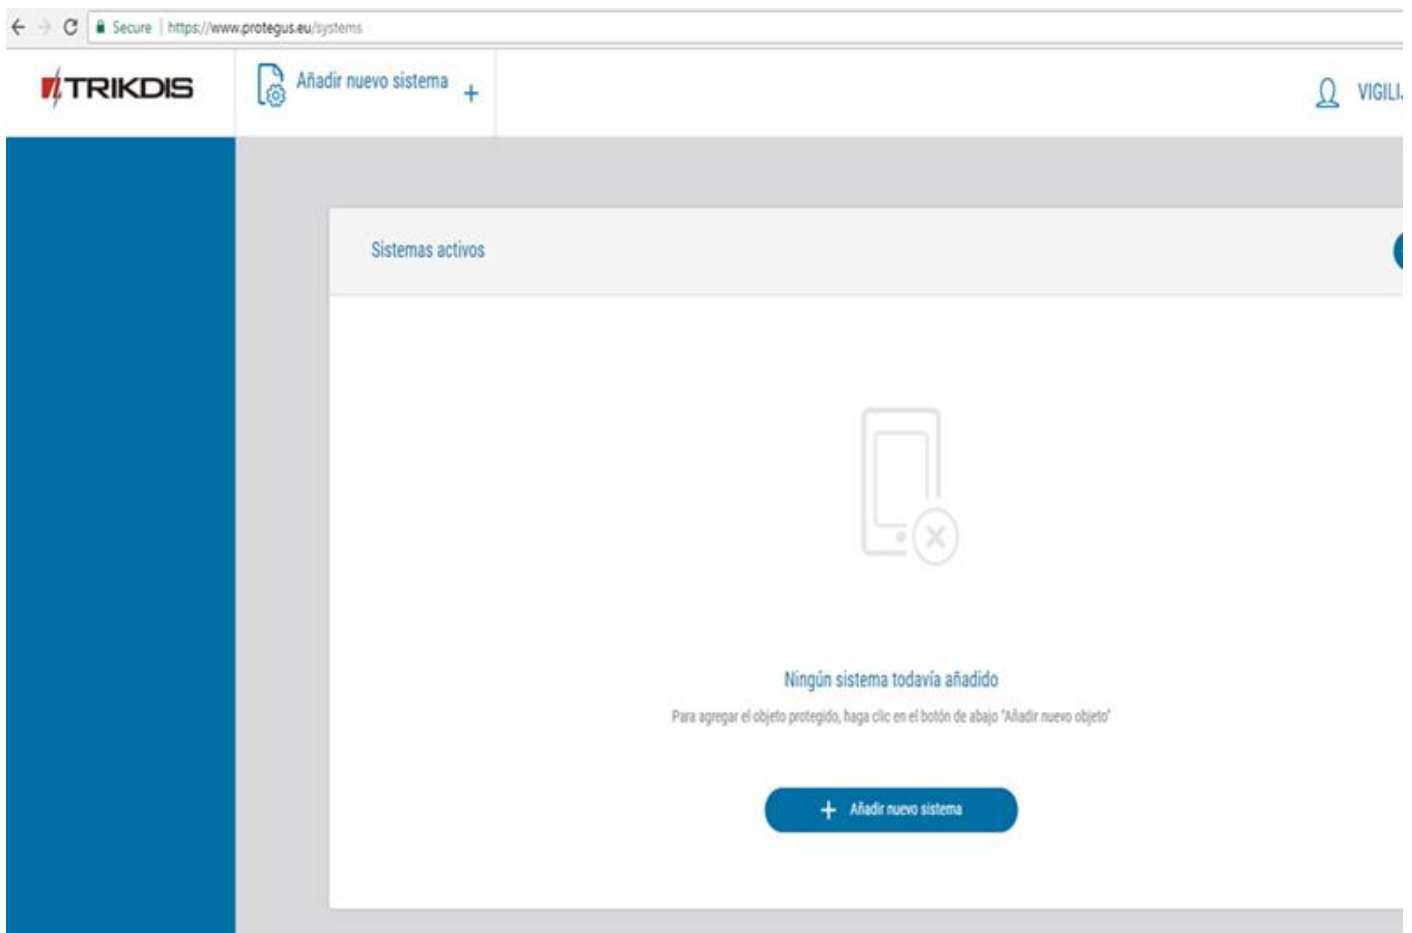 Secure | https://www.protegus.eu/systems
TRIKDIS
Añadir nuevo sistema +
Sistemas activos
Ningún sistema todavía añadido
Para agregar el objeto protegido, haga clic en el botón de abajo "Añadir nuevo objeto"
+ Añadir nuevo sistema